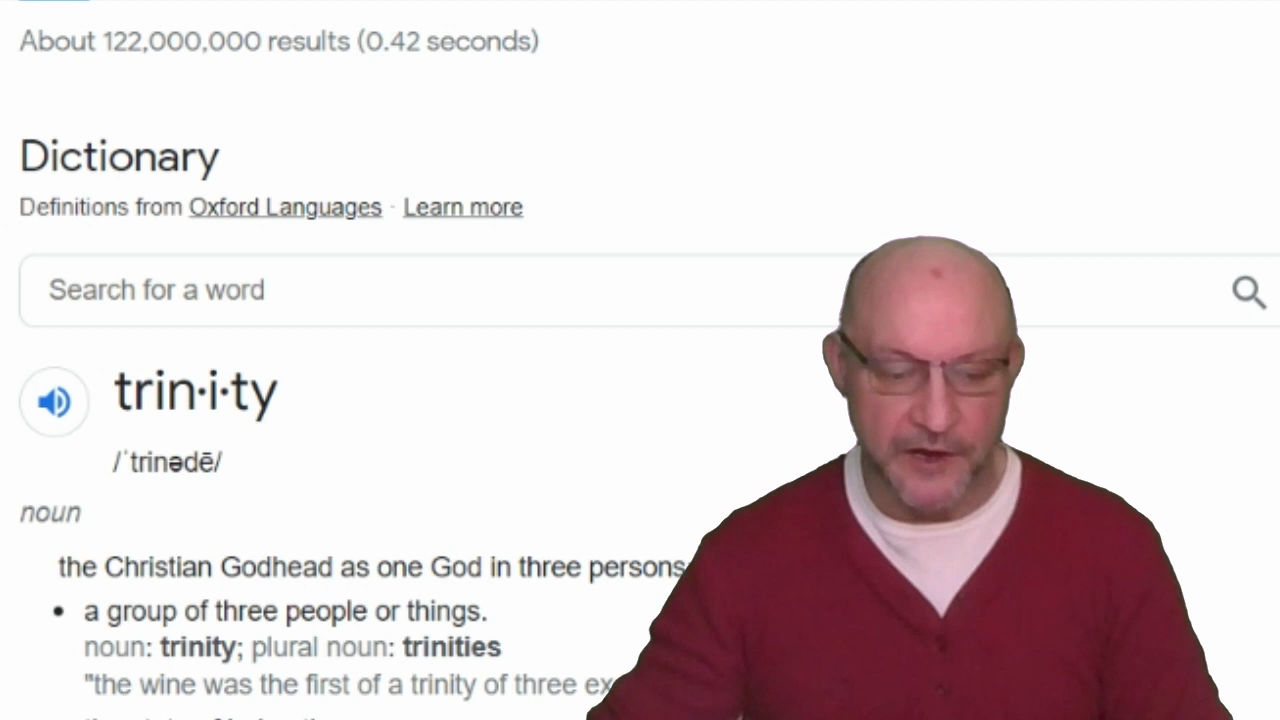 About 122,000,000 results (0.42 seconds)
Dictionary
Definitions from Oxford Languages · Learn more
Search for a word
trin·i·ty
/ˈtrinədē/
noun
the Christian Godhead as one God in three persons
• a group of three people or things.
noun: trinity; plural noun: trinities
"the wine was the first of a trinity of three